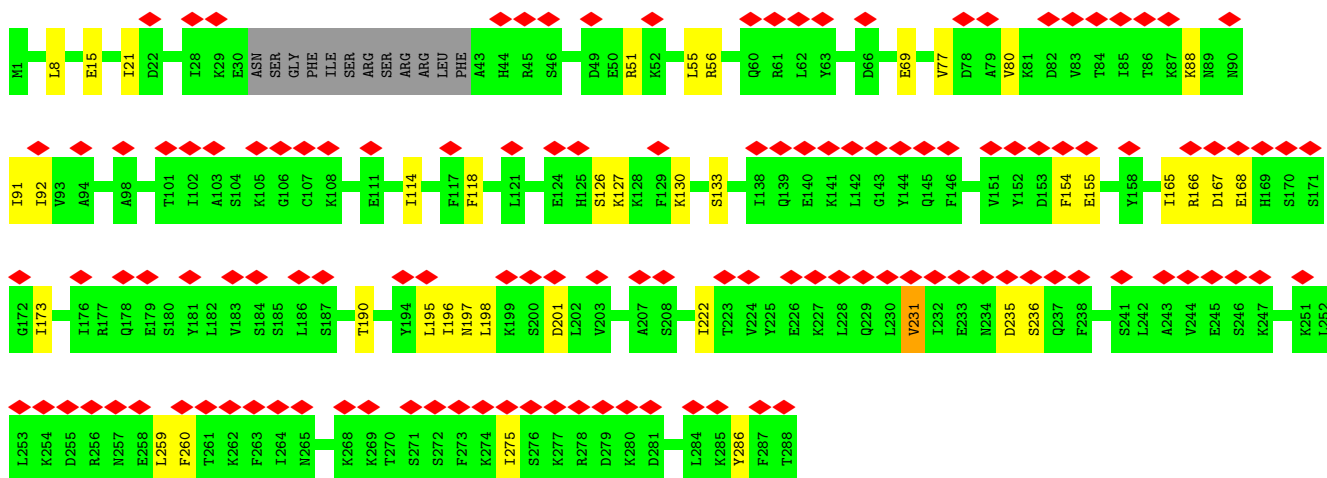 M1 L8 E15 I21 D22 I28 K29 E30 ASN SER GLY PHE ILE SER ARG SER ARG ARG LEU PHE A43 H44 R45 S46 D49 E50 R51 K52 L55 R56 Q60 R61 L62 Y63 D66 E69 V77 D78 A79 V80 K81 D82 V83 T84 I85 T86 K87 K88 N89 N90
I91 I92 V93 A94 A98 T101 I102 A103 S104 K105 G106 C107 K108 E111 I114 F117 F118 L121 E124 H125 S126 K127 K128 F129 K130 S133 I138 Q139 E140 K141 L142 G143 Y144 Q145 F146 V151 Y152 D153 F154 E155 Y158 I165 R166 D167 E168 H169 S170 S171
G172 I173 I176 R177 Q178 E179 S180 Y181 L182 V183 S184 S185 L186 S187 T190 Y194 L195 I196 N197 L198 K199 S200 D201 L202 V203 A207 S208 I222 T223 V224 Y225 E226 K227 L228 Q229 L230 V231 I232 E233 N234 D235 S236 Q237 F238 S241 L242 A243 V244 E245 S246 K247 K251 L252
L253 K254 D255 R256 N257 E258 L259 F260 T261 K262 F263 I264 N265 K268 K269 T270 S271 S272 F273 K274 I275 S276 K277 R278 D279 K280 D281 L284 K285 Y286 F287 T288